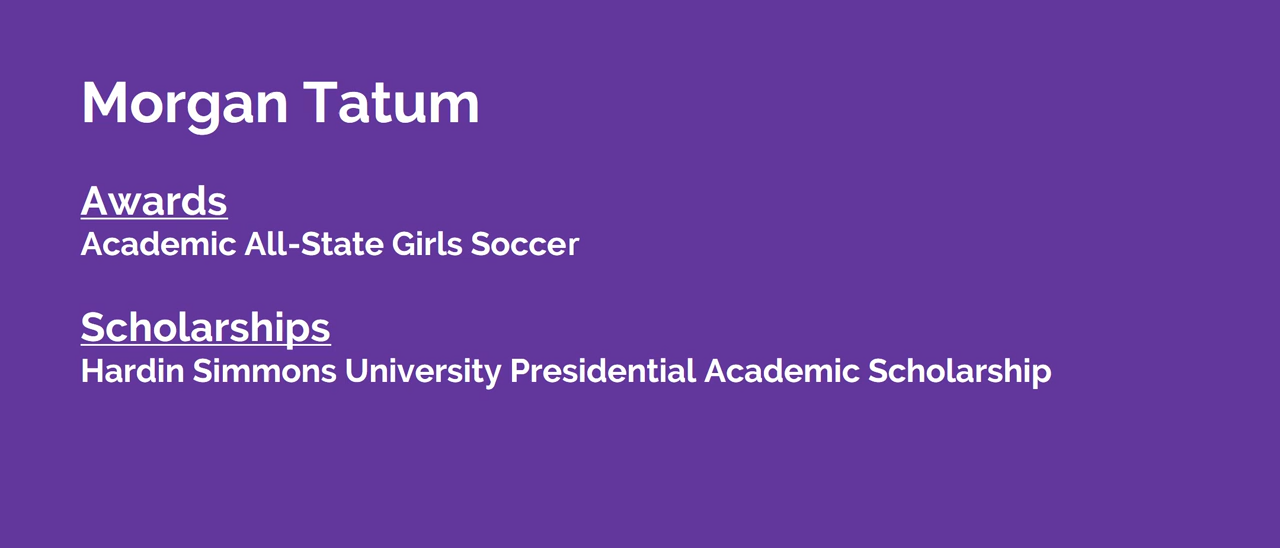 Morgan Tatum
Awards
Academic All-State Girls Soccer
Scholarships
Hardin Simmons University Presidential Academic Scholarship